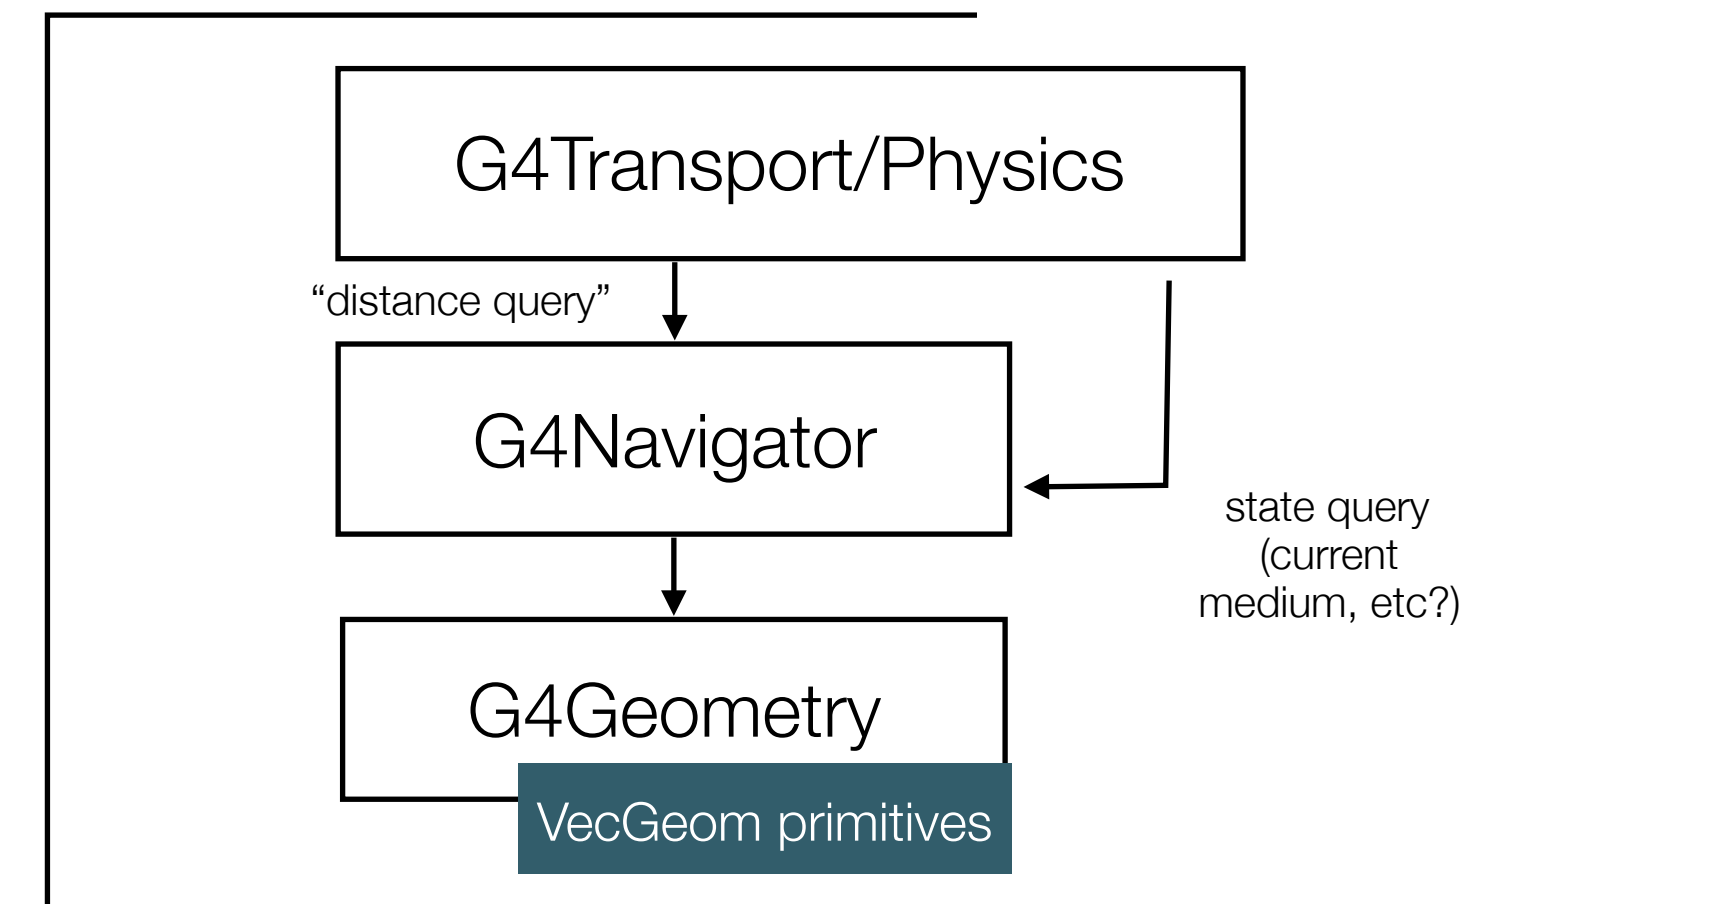 G4Transport/Physics
“distance query”
G4Navigator
state query
(current
medium, etc?)
G4Geometry
VecGeom primitives